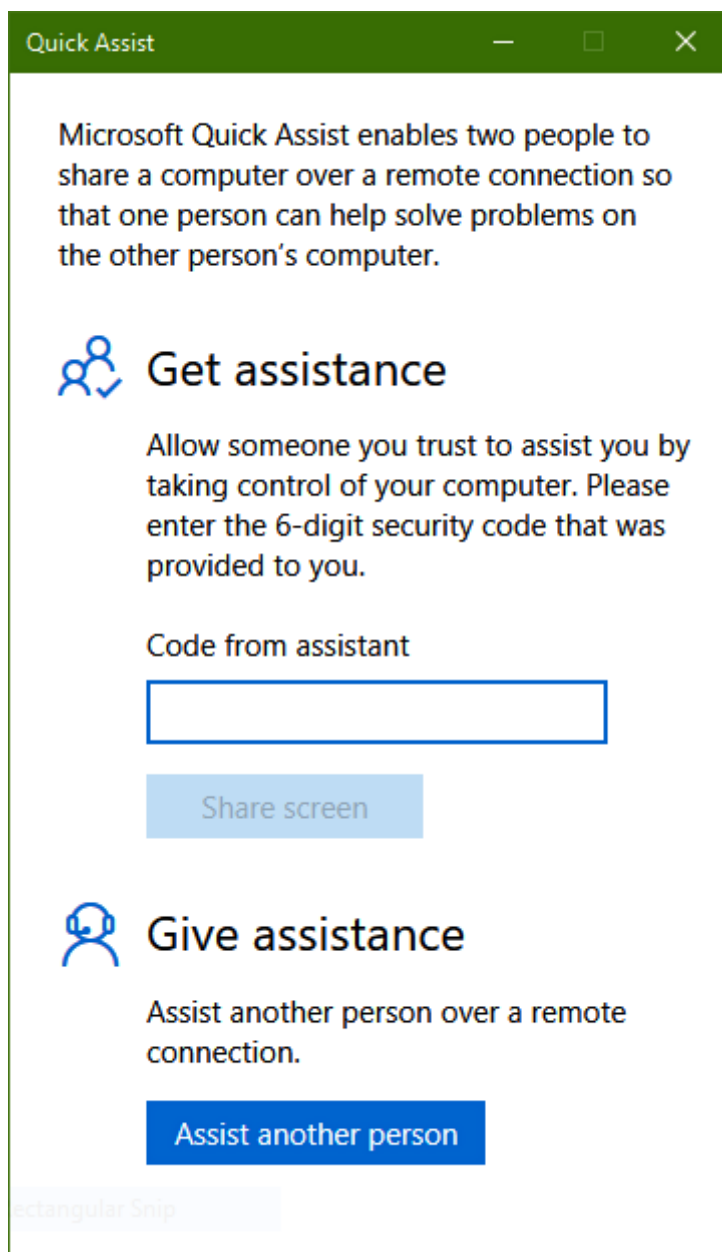 Quick Assist
Microsoft Quick Assist enables two people to
share a computer over a remote connection so
that one person can help solve problems on
the other person’s computer.
Get assistance
Allow someone you trust to assist you by
taking control of your computer. Please
enter the 6-digit security code that was
provided to you.
Code from assistant
Share screen
Give assistance
Assist another person over a remote
connection.
Assist another person
ectangular Snip